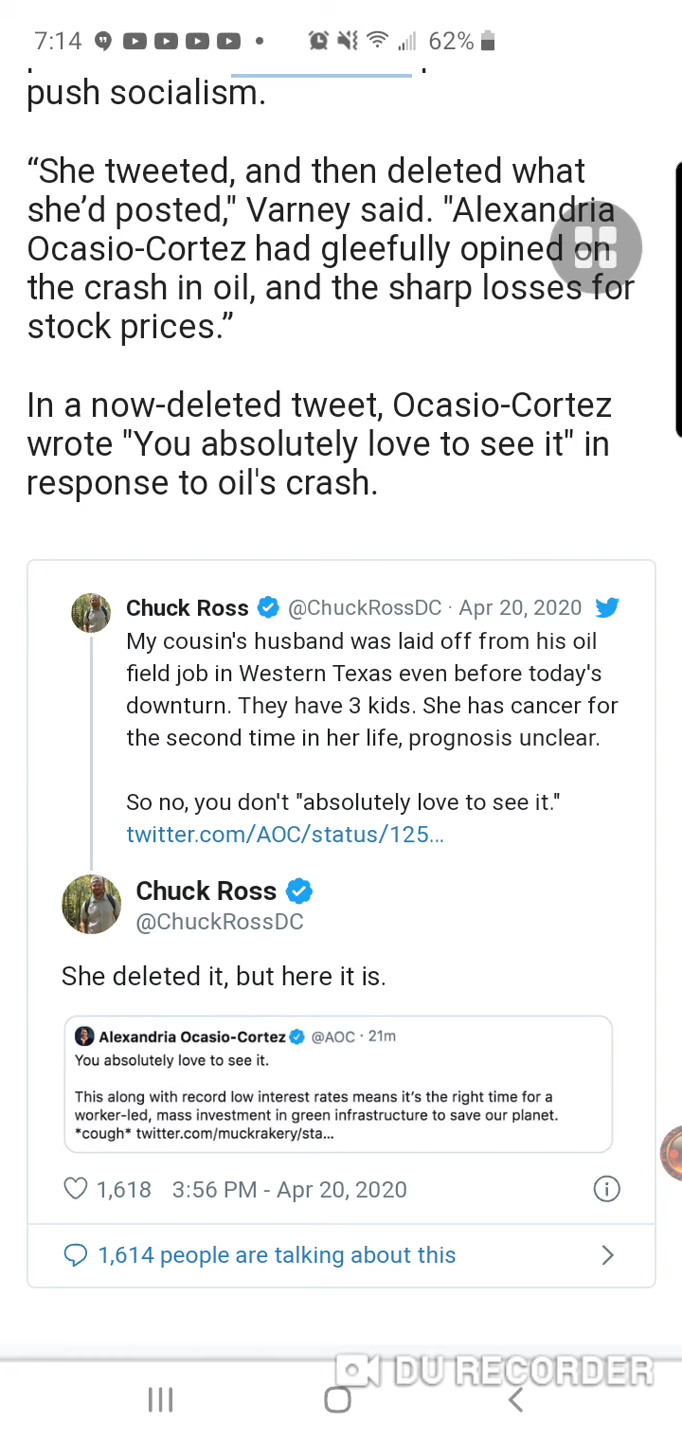 7:14 62%
push socialism.
“She tweeted, and then deleted what
she’d posted," Varney said. "Alexandria
Ocasio-Cortez had gleefully opined on
the crash in oil, and the sharp losses for
stock prices.”
In a now-deleted tweet, Ocasio-Cortez
wrote "You absolutely love to see it" in
response to oil's crash.
Chuck Ross @ChuckRossDC · Apr 20, 2020
My cousin's husband was laid off from his oil
field job in Western Texas even before today's
downturn. They have 3 kids. She has cancer for
the second time in her life, prognosis unclear.
So no, you don't "absolutely love to see it."
twitter.com/AOC/status/125...
Chuck Ross
@ChuckRossDC
She deleted it, but here it is.
Alexandria Ocasio-Cortez @AOC · 21m
You absolutely love to see it.
This along with record low interest rates means it’s the right time for a
worker-led, mass investment in green infrastructure to save our planet.
*cough* twitter.com/muckrakery/sta...
1,618 3:56 PM - Apr 20, 2020
1,614 people are talking about this
DU RECORDER